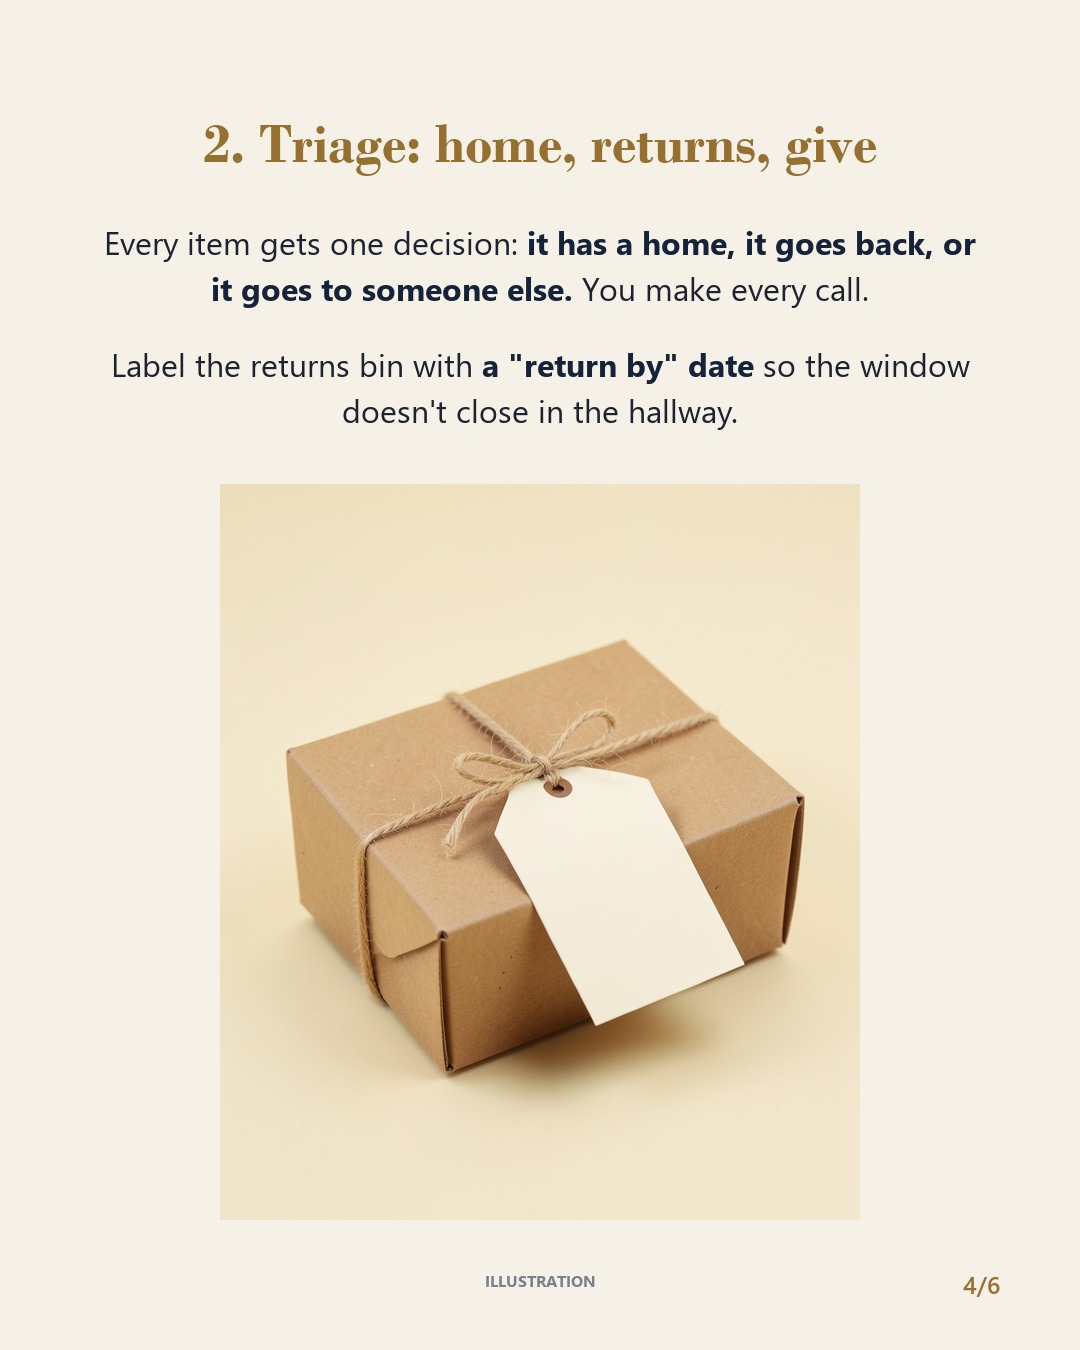 2. Triage: home, returns, give
Every item gets one decision: it has a home, it goes back, or
it goes to someone else. You make every call.
Label the returns bin with a "return by" date so the window
doesn't close in the hallway.
ILLUSTRATION
4/6